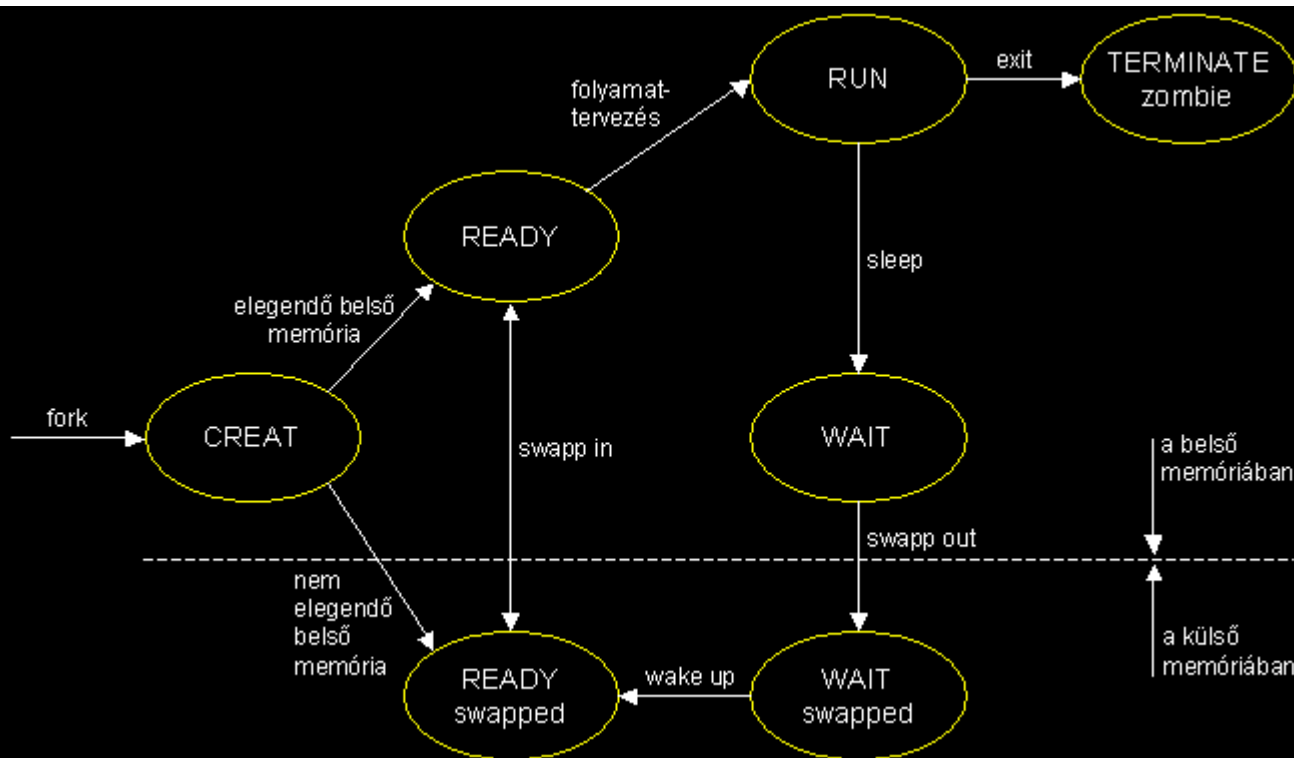 RUN
exit
TERMINATE
zombie
folyamat-
tervezés
READY
sleep
elegendő belső
memória
fork
CREAT
swapp in
WAIT
a belső
memóriában
swapp out
nem
elegendő
belső
memória
READY
swapped
wake up
WAIT
swapped
a külső
memóriában